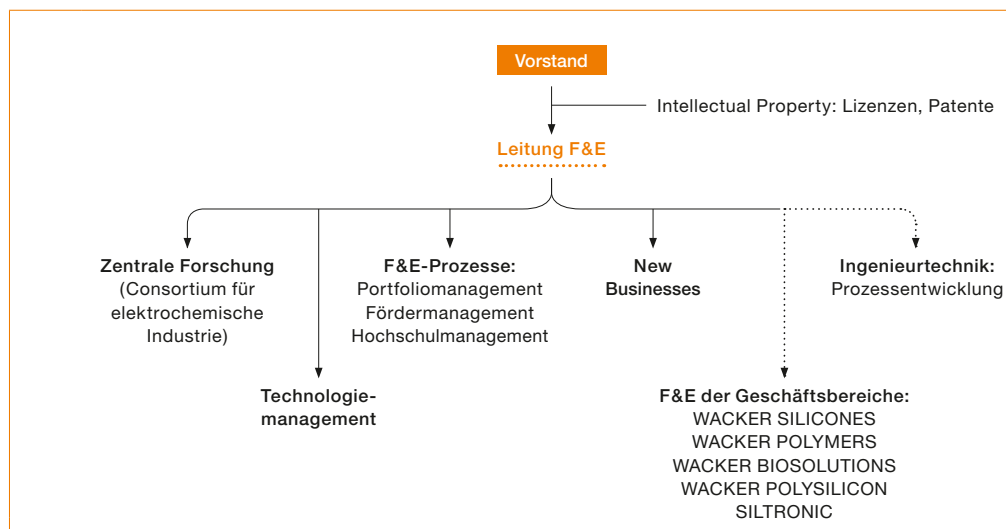 Vorstand
Intellectual Property: Lizenzen, Patente
Leitung F&E
Zentrale Forschung
(Consortium für
elektrochemische
Industrie)
Technologie-
management
F&E-Prozesse:
Portfoliomanagement
Fördermanagement
Hochschulmanagement
New
Businesses
F&E der Geschäftsbereiche:
WACKER SILICONES
WACKER POLYMERS
WACKER BIOSOLUTIONS
WACKER POLYSILICON
SILTRONIC
Ingenieurtechnik:
Prozessentwicklung